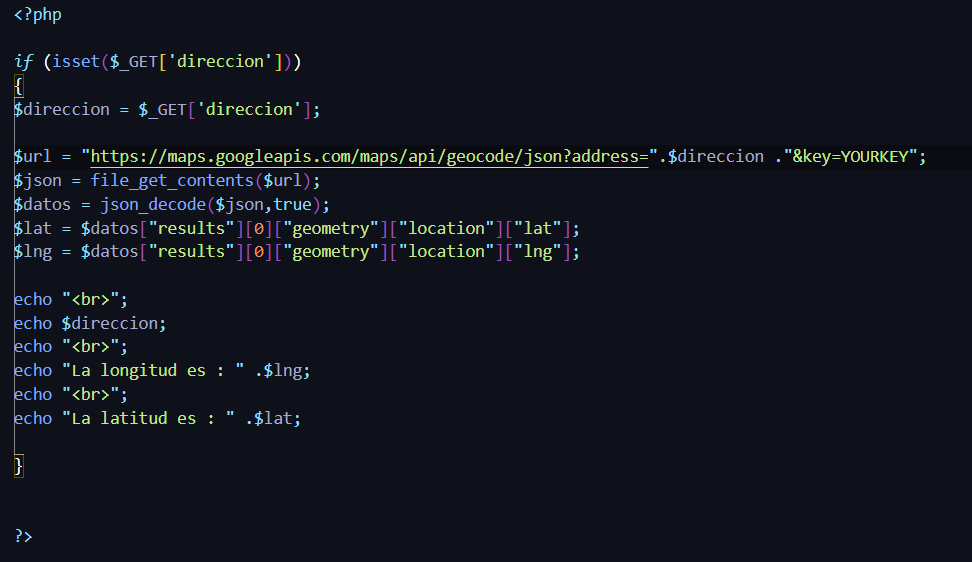 <?php
if (isset($_GET['direccion']))
{
$direccion = $_GET['direccion'];
$url = "https://maps.googleapis.com/maps/api/geocode/json?address=".$direccion ."&key=YOURKEY";
$json = file_get_contents($url);
$datos = json_decode($json,true);
$lat = $datos["results"][0]["geometry"]["location"]["lat"];
$lng = $datos["results"][0]["geometry"]["location"]["lng"];
echo "<br>";
echo $direccion;
echo "<br>";
echo "La longitud es : " .$lng;
echo "<br>";
echo "La latitud es : " .$lat;
}
?>